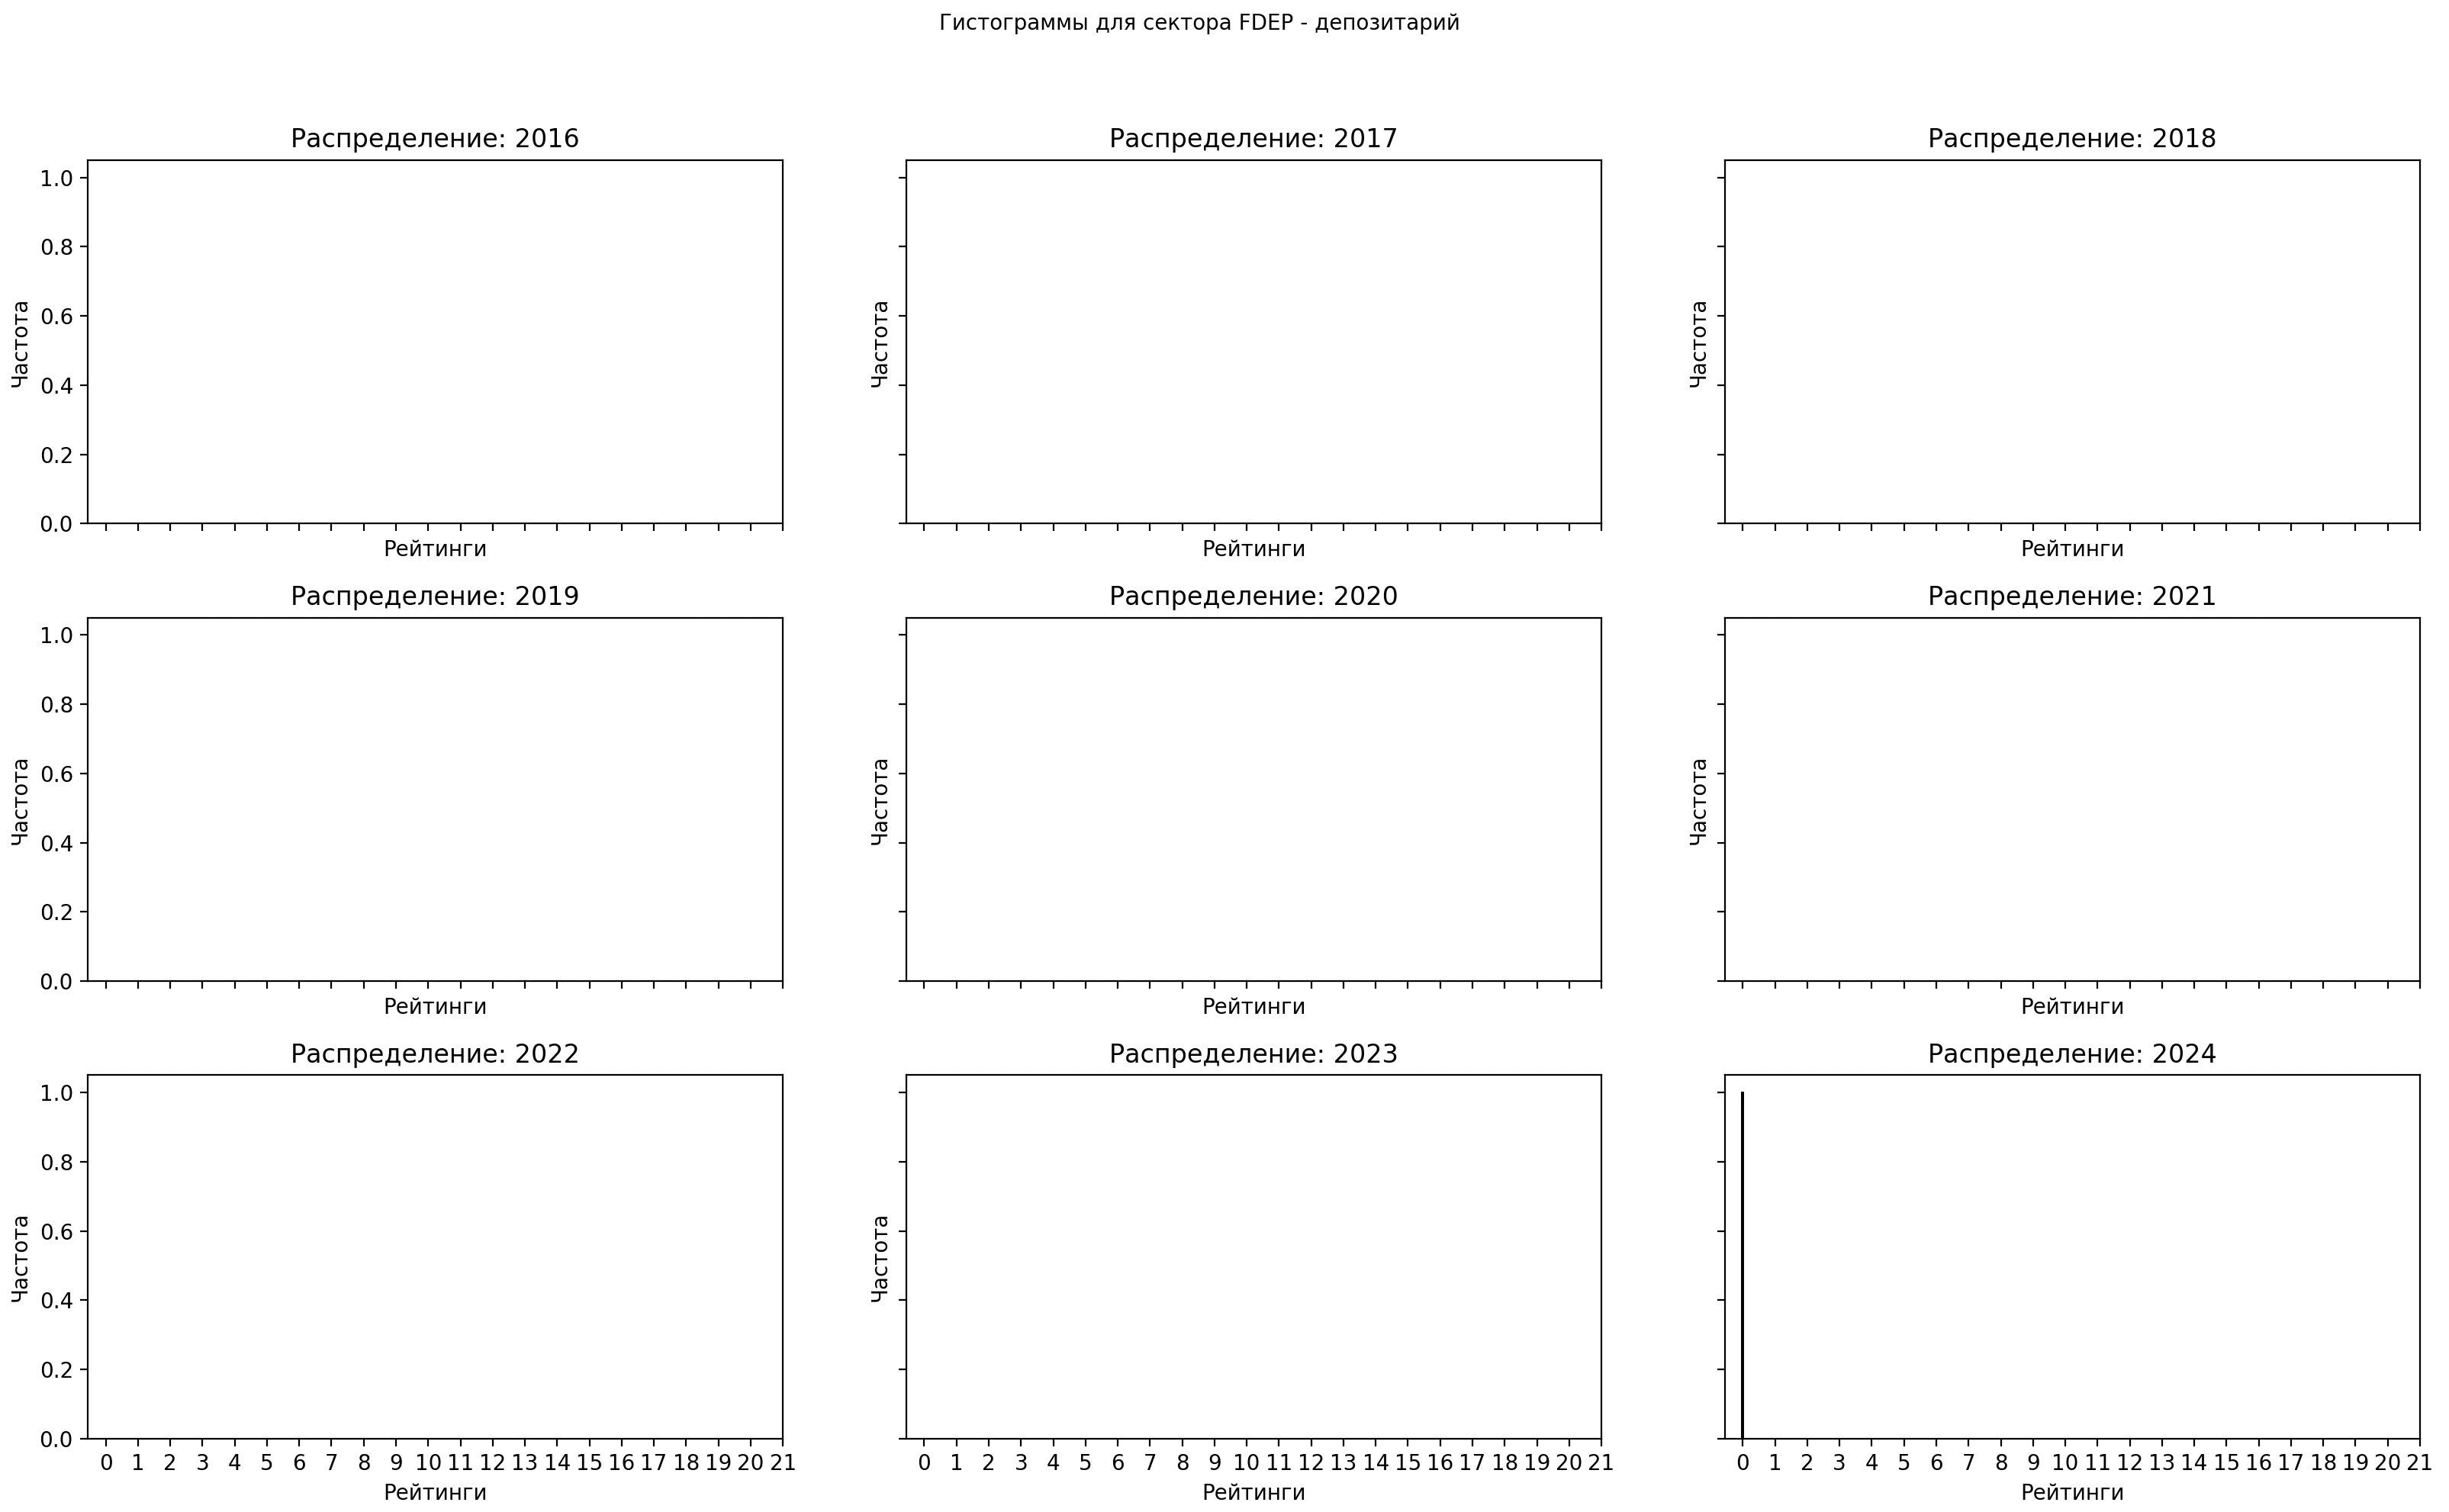 Гистограммы для сектора FDEP - депозитарий
Распределение: 2016
Распределение: 2017
Распределение: 2018
1.0
0.8
0.6
0.4
0.2
0.0
Частота
Частота
Частота
Рейтинги
Рейтинги
Рейтинги
Распределение: 2019
Распределение: 2020
Распределение: 2021
1.0
0.8
0.6
0.4
0.2
0.0
Частота
Частота
Частота
Рейтинги
Рейтинги
Рейтинги
Распределение: 2022
Распределение: 2023
Распределение: 2024
1.0
0.8
0.6
0.4
0.2
0.0
Частота
Частота
0 1 2 3 4 5 6 7 8 9 10 11 12 13 14 15 16 17 18 19 20 21
0 1 2 3 4 5 6 7 8 9 10 11 12 13 14 15 16 17 18 19 20 21
0 1 2 3 4 5 6 7 8 9 10 11 12 13 14 15 16 17 18 19 20 21
Рейтинги
Рейтинги
Рейтинги